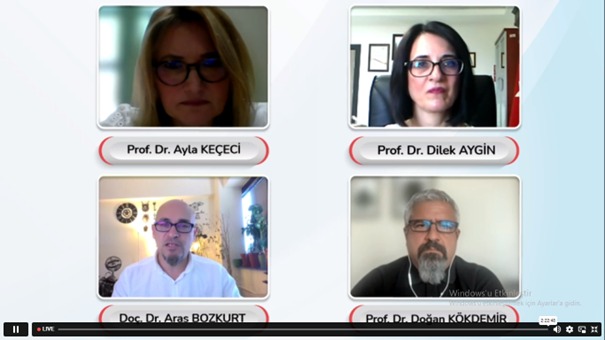 Prof. Dr. Ayla KEÇECİ
Prof. Dr. Dilek AYGİN
Doç. Dr. Aras BOZKURT
Prof. Dr. Doğan KÖKDEMİR
Windows'u Etkinleştir
LIVE
2:22:45